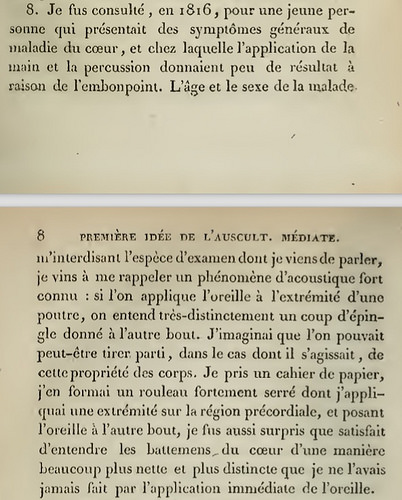 8. Je fus consulté, en 1816, pour une jeune per-
sonne qui présentait des symptômes généraux de
maladie du cœur, et chez laquelle l'application de la
main et la percussion donnaient peu de résultat à
raison de l'embonpoint. L'âge et le sexe de la malade
8 PREMIÈRE IDÉE DE L'AUSCULT. MÉDIATE.
m'interdisant l'espèce d'examen dont je viens de parler,
je vins à me rappeler un phénomène d'acoustique fort
connu : si l'on applique l'oreille à l'extrémité d'une
poutre, on entend très-distinctement un coup d'épin-
gle donné à l'autre bout. J'imaginai que l'on pouvait
peut-être tirer parti, dans le cas dont il s'agissait, de
cette propriété des corps. Je pris un cahier de papier,
j'en formai un rouleau fortement serré dont j'appli-
quai une extrémité sur la région précordiale, et posant
l'oreille à l'autre bout, je fus aussi surpris que satisfait
d'entendre les battemens du cœur d'une manière
beaucoup plus nette et plus distincte que je ne l'avais
jamais fait par l'application immédiate de l'oreille.